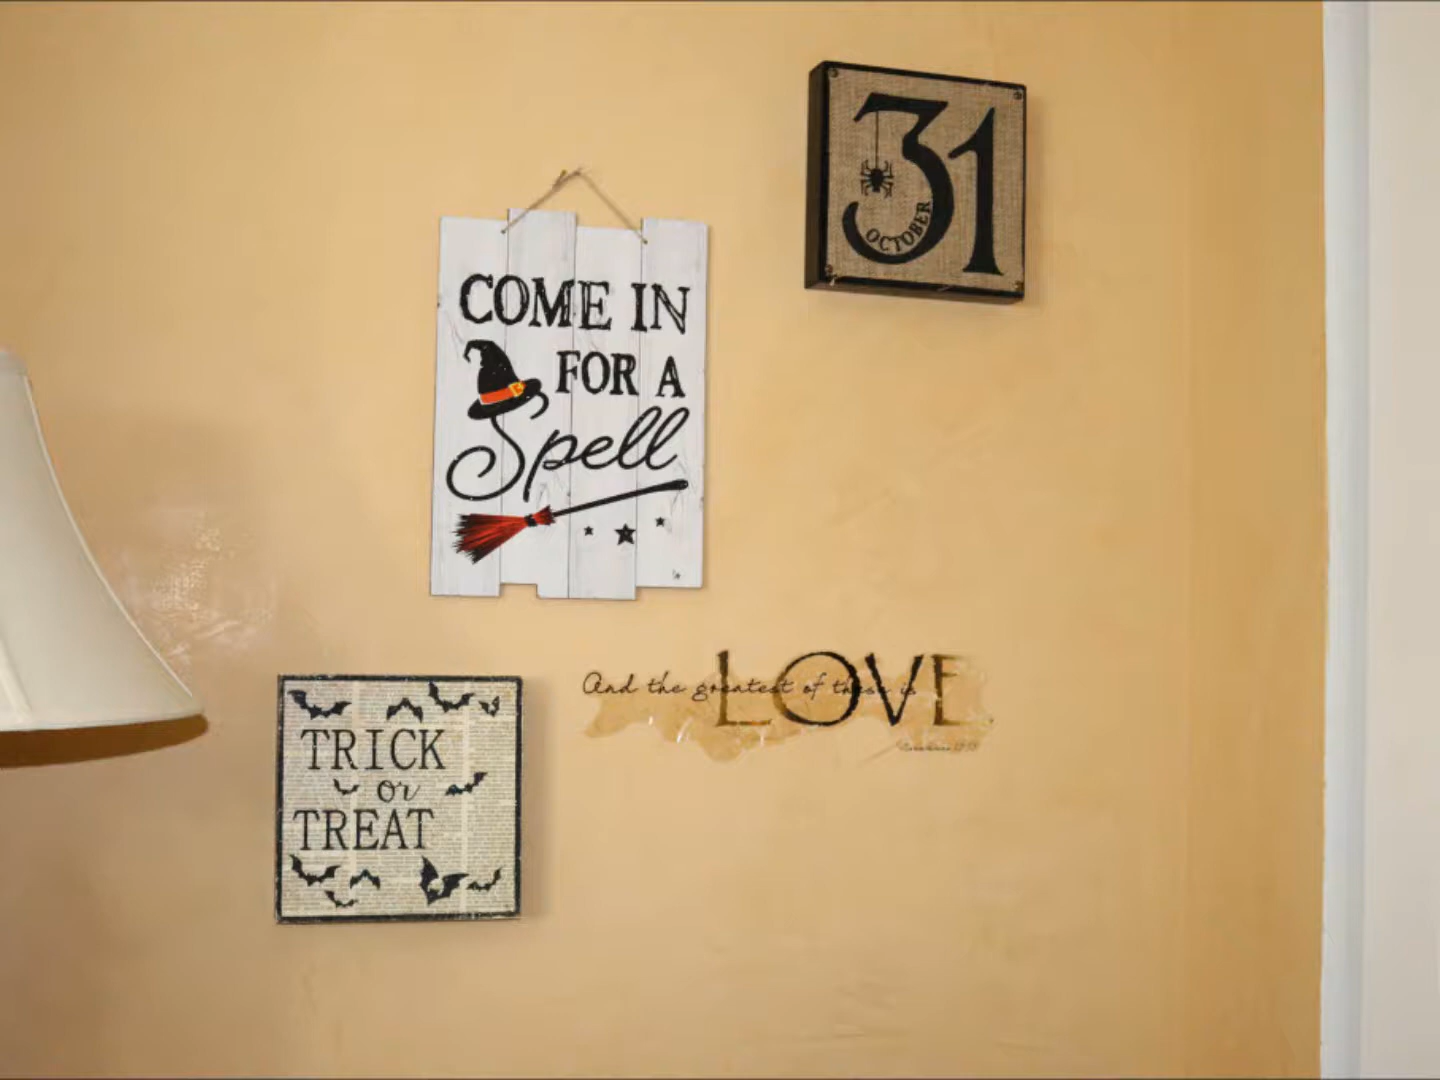 31
OCTOBER
COME IN
FOR A
Spell
TRICK
or
TREAT
And the greatest of these is
LOVE